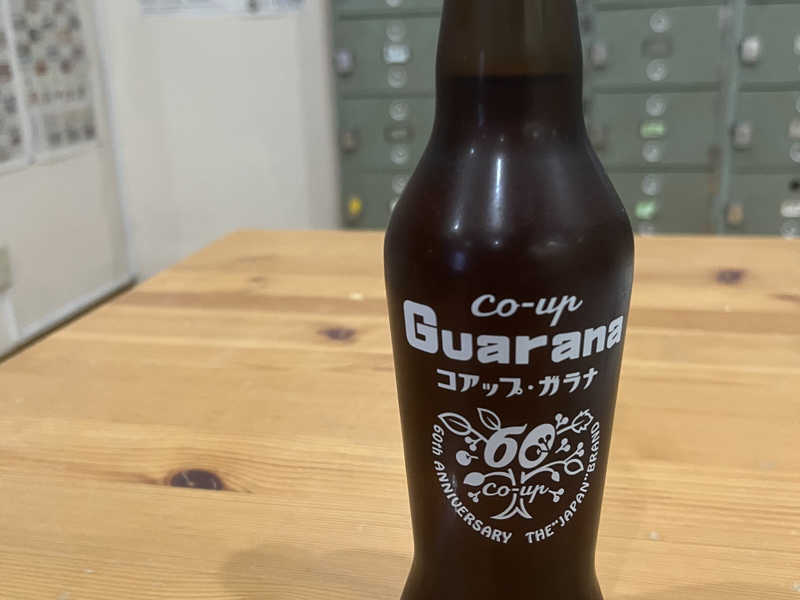 co-up
Guarana
コアップ・ガラナ
60
co-up
60th ANNIVERSARY THE "JAPAN" BRAND